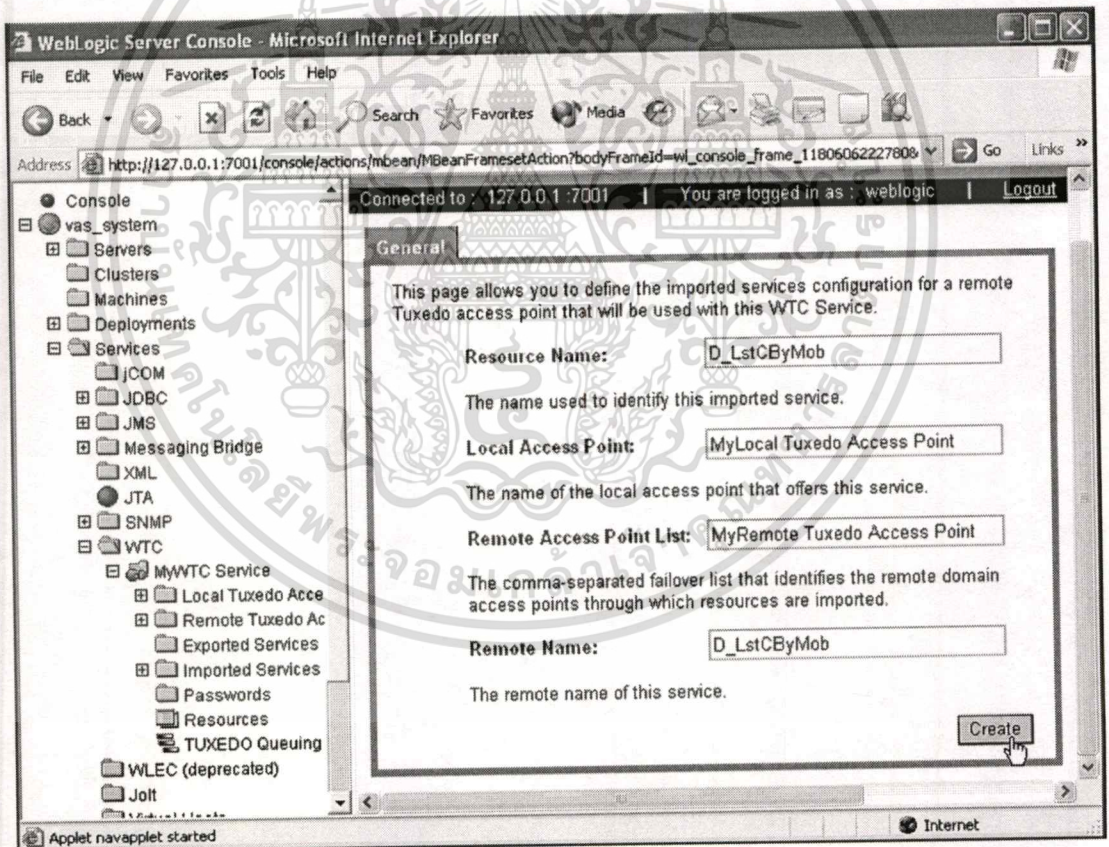 WebLogic Server Console - Microsoft Internet Explorer
File Edit View Favorites Tools Help
Back Search Favorites Media
Address http://127.0.0.1:7001/console/actions/mbean/MBeanFramesetAction?bodyFrameId=wl_console_frame_1180606222780& Go Links »
Console
vas_system
Servers
Clusters
Machines
Deployments
Services
jCOM
JDBC
JMS
Messaging Bridge
XML
JTA
SNMP
WTC
MyWTC Service
Local Tuxedo Acce
Remote Tuxedo Ac
Exported Services
Imported Services
Passwords
Resources
TUXEDO Queuing
WLEC (deprecated)
Jolt
Connected to : 127.0.0.1 :7001 | You are logged in as : weblogic | Logout
General
This page allows you to define the imported services configuration for a remote
Tuxedo access point that will be used with this WTC Service.
Resource Name: D_LstCByMob
The name used to identify this imported service.
Local Access Point: MyLocal Tuxedo Access Point
The name of the local access point that offers this service.
Remote Access Point List: MyRemote Tuxedo Access Point
The comma-separated failover list that identifies the remote domain
access points through which resources are imported.
Remote Name: D_LstCByMob
The remote name of this service.
Create
Applet navapplet started
Internet